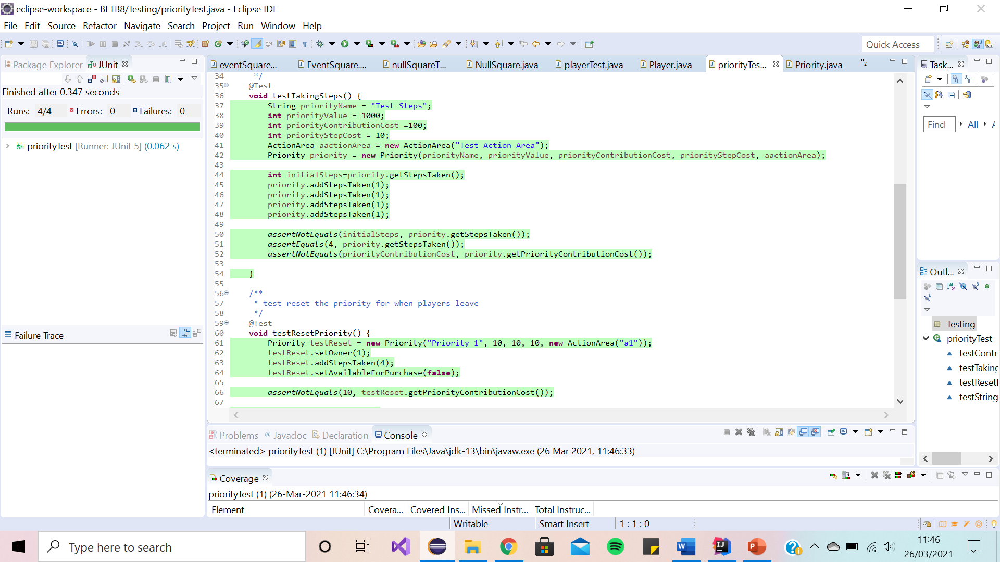 eclipse-workspace - BFTB8/Testing/priorityTest.java - Eclipse IDE
File Edit Source Refactor Navigate Search Project Run Window Help
Quick Access
Package Explorer JUnit
eventSquare... EventSquare.... nullSquareT... NullSquare.java playerTest.java Player.java priorityTes... Priority.java »2
Task...
Finished after 0.347 seconds
Runs: 4/4 Errors: 0 Failures: 0
priorityTest [Runner: JUnit 5] (0.062 s)
Failure Trace
34 */
35 @Test
36 void testTakingSteps() {
37 String priorityName = "Test Steps";
38 int priorityValue = 1000;
39 int priorityContributionCost =100;
40 int priorityStepCost = 10;
41 ActionArea aactionArea = new ActionArea("Test Action Area");
42 Priority priority = new Priority(priorityName, priorityValue, priorityContributionCost, priorityStepCost, aactionArea);
43
44 int initialSteps=priority.getStepsTaken();
45 priority.addStepsTaken(1);
46 priority.addStepsTaken(1);
47 priority.addStepsTaken(1);
48 priority.addStepsTaken(1);
49
50 assertNotEquals(initialSteps, priority.getStepsTaken());
51 assertEquals(4, priority.getStepsTaken());
52 assertNotEquals(priorityContributionCost, priority.getPriorityContributionCost());
53
54 }
55
56 /**
57 * test reset the priority for when players leave
58 */
59 @Test
60 void testResetPriority() {
61 Priority testReset = new Priority("Priority 1", 10, 10, 10, new ActionArea("a1"));
62 testReset.setOwner(1);
63 testReset.addStepsTaken(4);
64 testReset.setAvailableForPurchase(false);
65
66 assertNotEquals(10, testReset.getPriorityContributionCost());
67
Find All
Outl...
Testing
priorityTest
testContr
testTaking
testReset
testString
Problems Javadoc Declaration Console
<terminated> priorityTest (1) [JUnit] C:\Program Files\Java\jdk-13\bin\javaw.exe (26 Mar 2021, 11:46:33)
Coverage
priorityTest (1) (26-Mar-2021 11:46:34)
Element Covera... Covered Ins... Missed Instr... Total Instruc...
Writable Smart Insert 1 : 1 : 0
Type here to search
11:46
26/03/2021